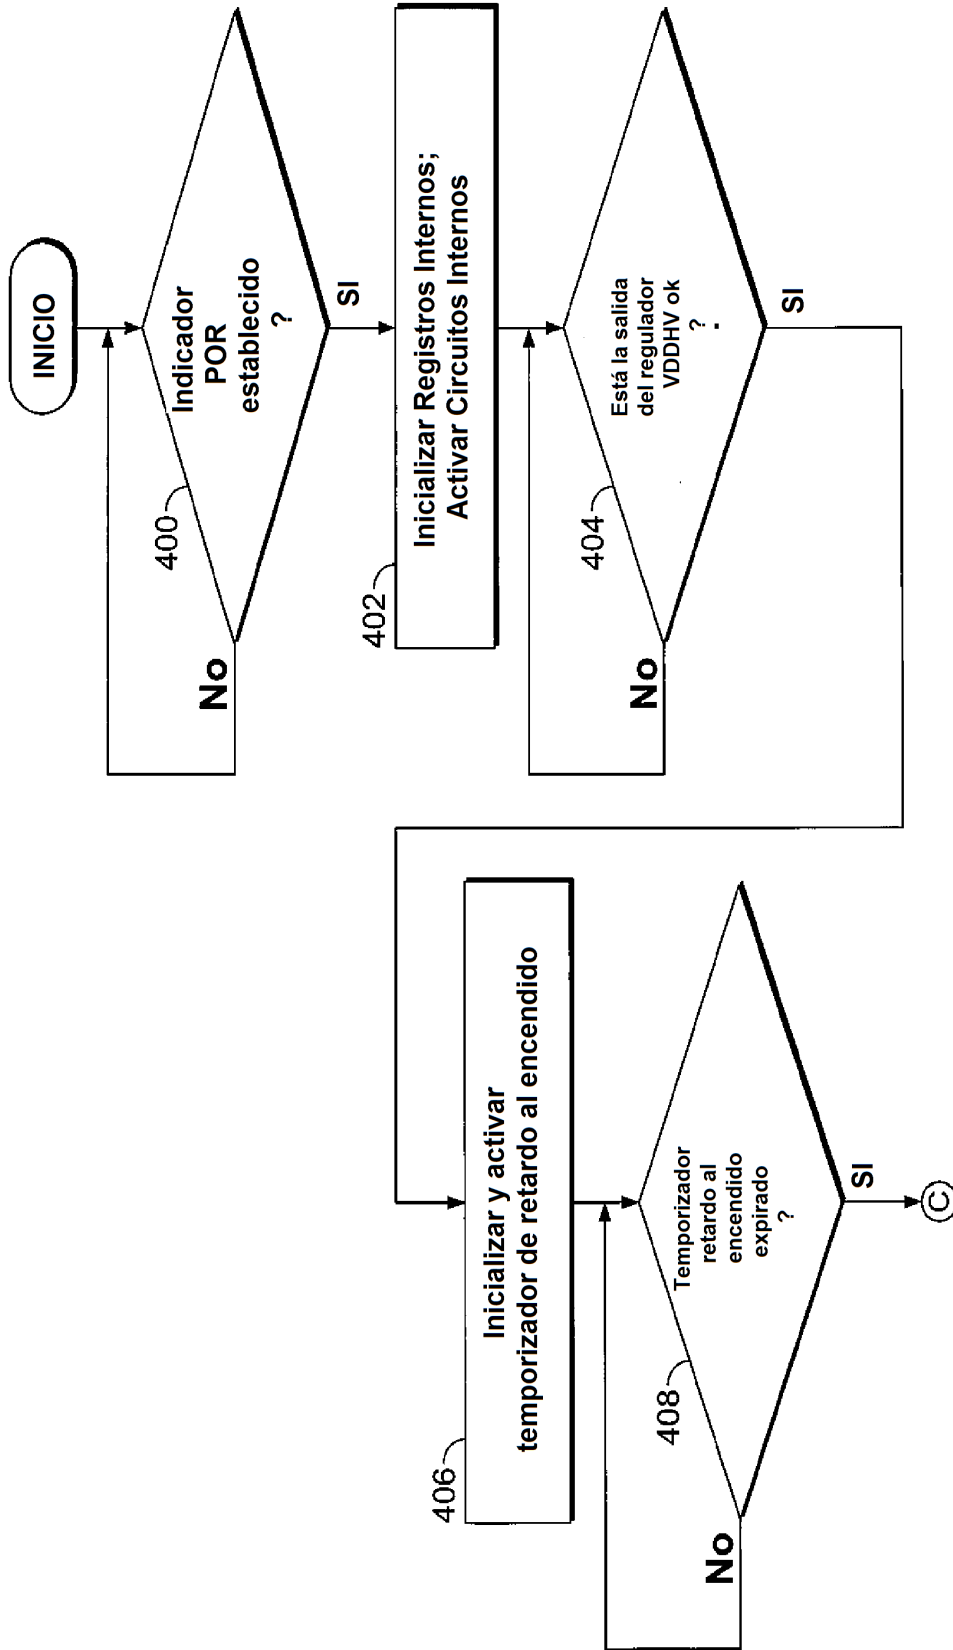 INICIO
400
Indicador
POR
establecido
?
No
SI
402
Inicializar Registros Internos;
Activar Circuitos Internos
404
Está la salida
del regulador
VDDHV ok
?
No
SI
406
Inicializar y activar
temporizador de retardo al encendido
408
Temporizador
retardo al
encendido
expirado
?
No
SI
C